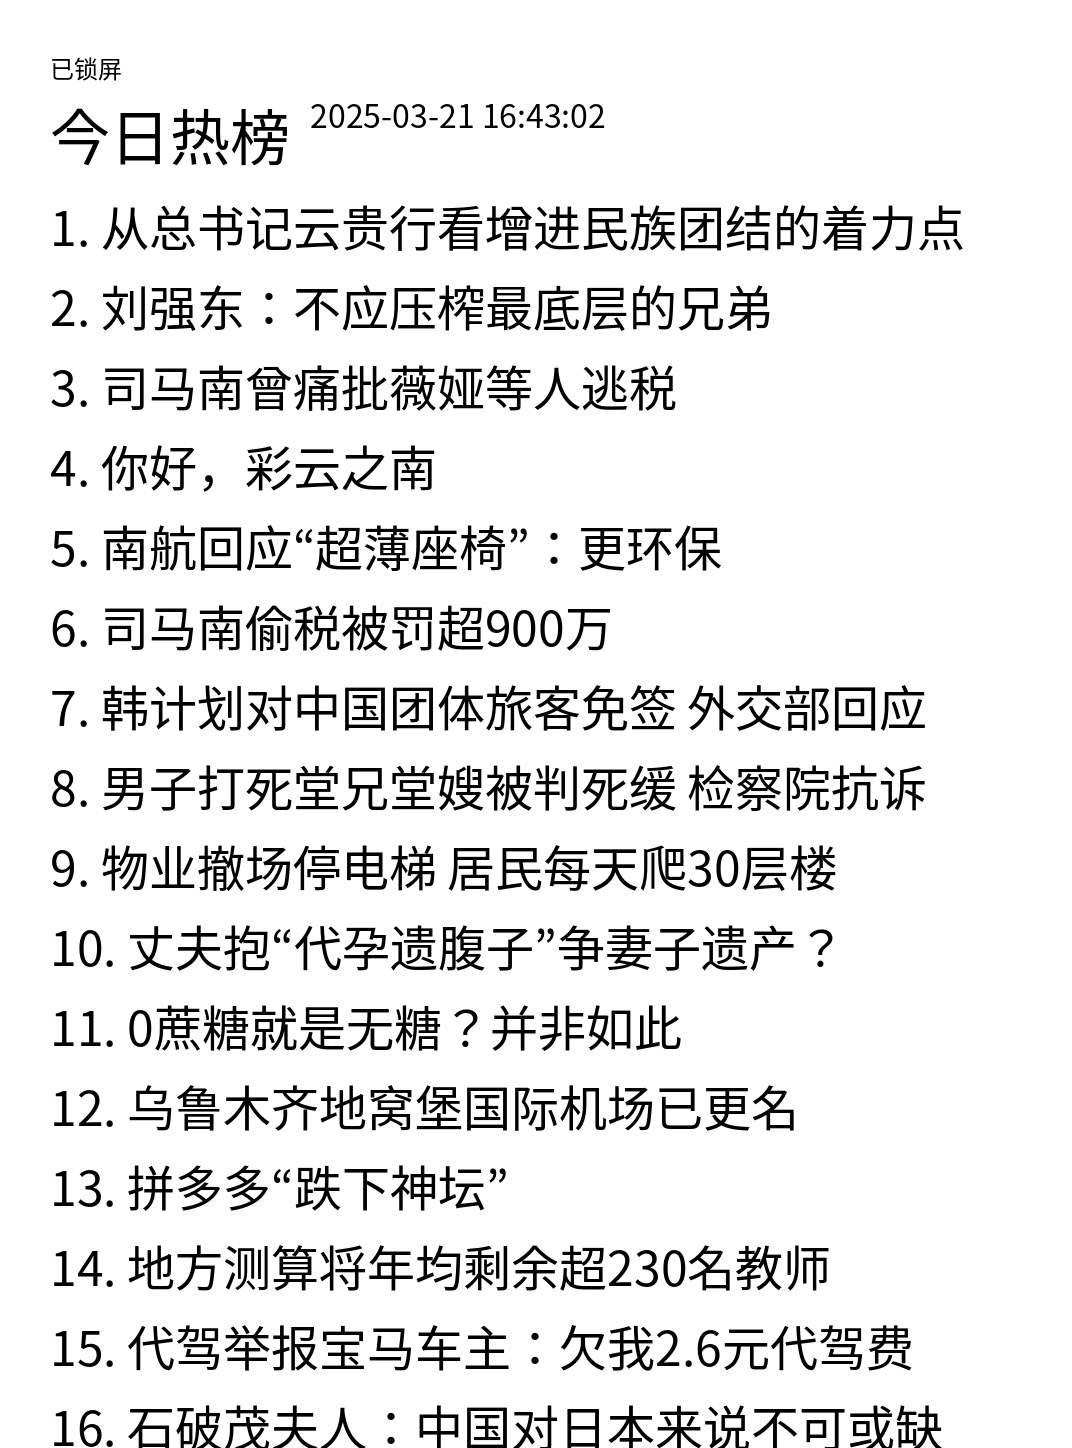 已锁屏
今日热榜 2025-03-21 16:43:02
1. 从总书记云贵行看增进民族团结的着力点
2. 刘强东：不应压榨最底层的兄弟
3. 司马南曾痛批薇娅等人逃税
4. 你好，彩云之南
5. 南航回应“超薄座椅”：更环保
6. 司马南偷税被罚超900万
7. 韩计划对中国团体旅客免签 外交部回应
8. 男子打死堂兄堂嫂被判死缓 检察院抗诉
9. 物业撤场停电梯 居民每天爬30层楼
10. 丈夫抱“代孕遗腹子”争妻子遗产？
11. 0蔗糖就是无糖？并非如此
12. 乌鲁木齐地窝堡国际机场已更名
13. 拼多多“跌下神坛”
14. 地方测算将年均剩余超230名教师
15. 代驾举报宝马车主：欠我2.6元代驾费
16. 石破茂夫人：中国对日本来说不可或缺